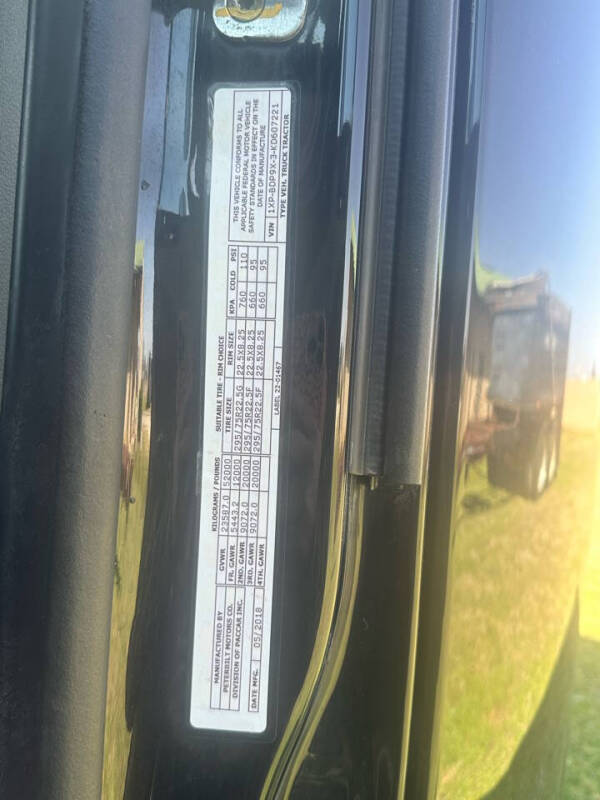 MANUFACTURED BY
PETERBILT MOTORS CO.
DIVISION OF PACCAR INC.
DATE MFG. 05/2018
KILOGRAMS / POUNDS
GVWR 23587.0 52000
FR. GAWR 5443.2 12000
2ND. GAWR 9072.0 20000
3RD. GAWR 9072.0 20000
4TH. GAWR
SUITABLE TIRE - RIM CHOICE
TIRE SIZE RIM SIZE KPA COLD PSI
295/75R22.5G 22.5X8.25 760 110
295/75R22.5F 22.5X8.25 660 95
295/75R22.5F 22.5X8.25 660 95
LABEL 22-01467
THIS VEHICLE CONFORMS TO ALL
APPLICABLE FEDERAL MOTOR VEHICLE
SAFETY STANDARDS IN EFFECT ON THE
DATE OF MANUFACTURE
VIN 1XP-BDP9X-3-KD607221
TYPE VEH. TRUCK TRACTOR